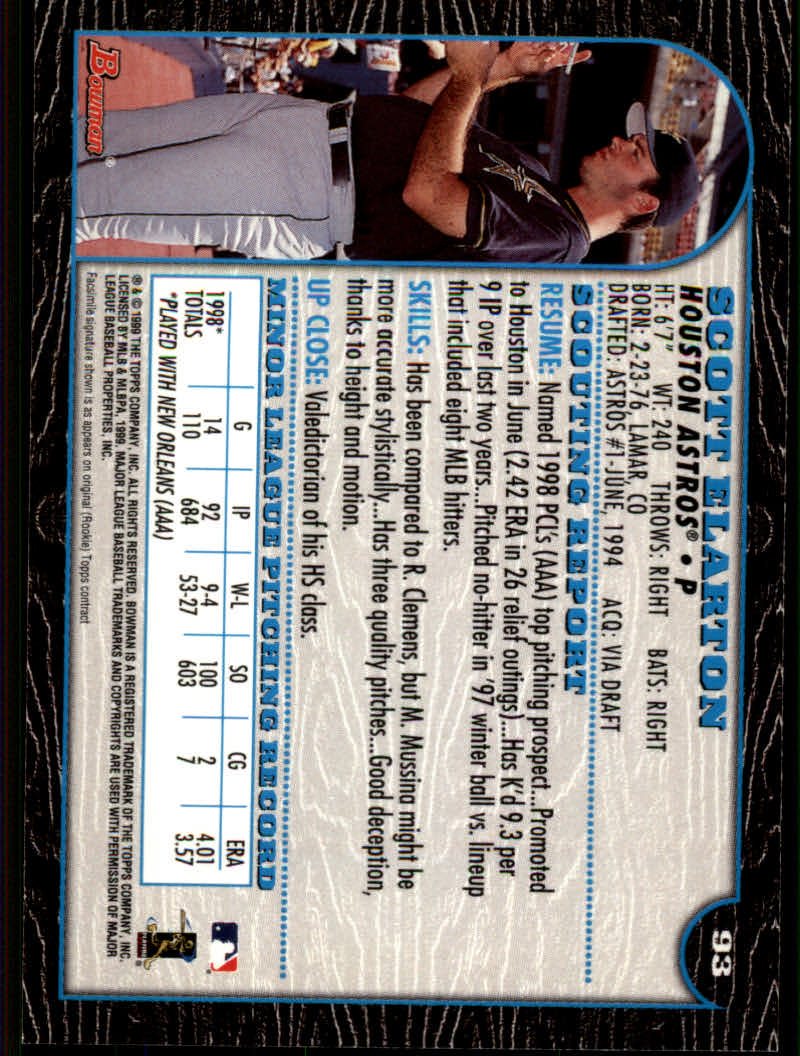 93
SCOTT ELARTON
HOUSTON ASTROS® • P
HT: 6'7" WT: 240 THROWS: RIGHT BATS: RIGHT
BORN: 2-23-76, LAMAR, CO
DRAFTED: ASTROS #1-JUNE, 1994 ACQ: VIA DRAFT
SCOUTING REPORT
RESUME: Named 1998 PCL's (AAA) top pitching prospect...Promoted
to Houston in June (2.42 ERA in 26 relief outings)...Has K'd 9.3 per
9 IP over last two years...Pitched no-hitter in '97 winter ball vs. lineup
that included eight MLB hitters.
SKILLS: Has been compared to R. Clemens, but M. Mussina might be
more accurate stylistically...Has three quality pitches...Good deception,
thanks to height and motion.
UP CLOSE: Valedictorian of his HS class.
MINOR LEAGUE PITCHING RECORD
G IP W-L SO CG ERA
1998* 14 92 9-4 100 2 4.01
TOTALS 110 684 53-27 603 7 3.57
*PLAYED WITH NEW ORLEANS (AAA)
® & © 1999 THE TOPPS COMPANY, INC. ALL RIGHTS RESERVED. BOWMAN IS A REGISTERED TRADEMARK OF THE TOPPS COMPANY, INC.
LICENSED BY MLB & MLBPA, 1999. MAJOR LEAGUE BASEBALL TRADEMARKS AND COPYRIGHTS ARE USED WITH PERMISSION OF MAJOR
LEAGUE BASEBALL PROPERTIES, INC.
Facsimile signature shown is as appears on original (Rookie) Topps contract
Bowman®